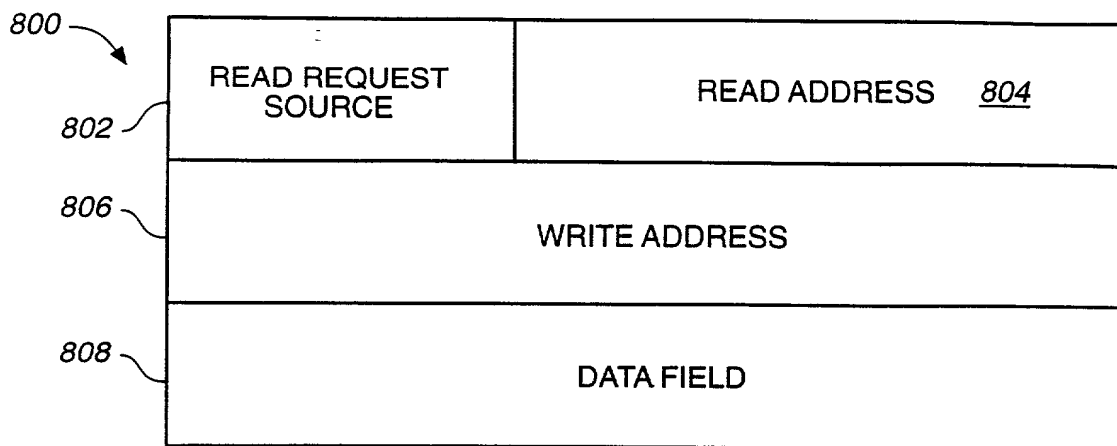 800
READ REQUEST
SOURCE
READ ADDRESS 804
802
806
WRITE ADDRESS
808
DATA FIELD